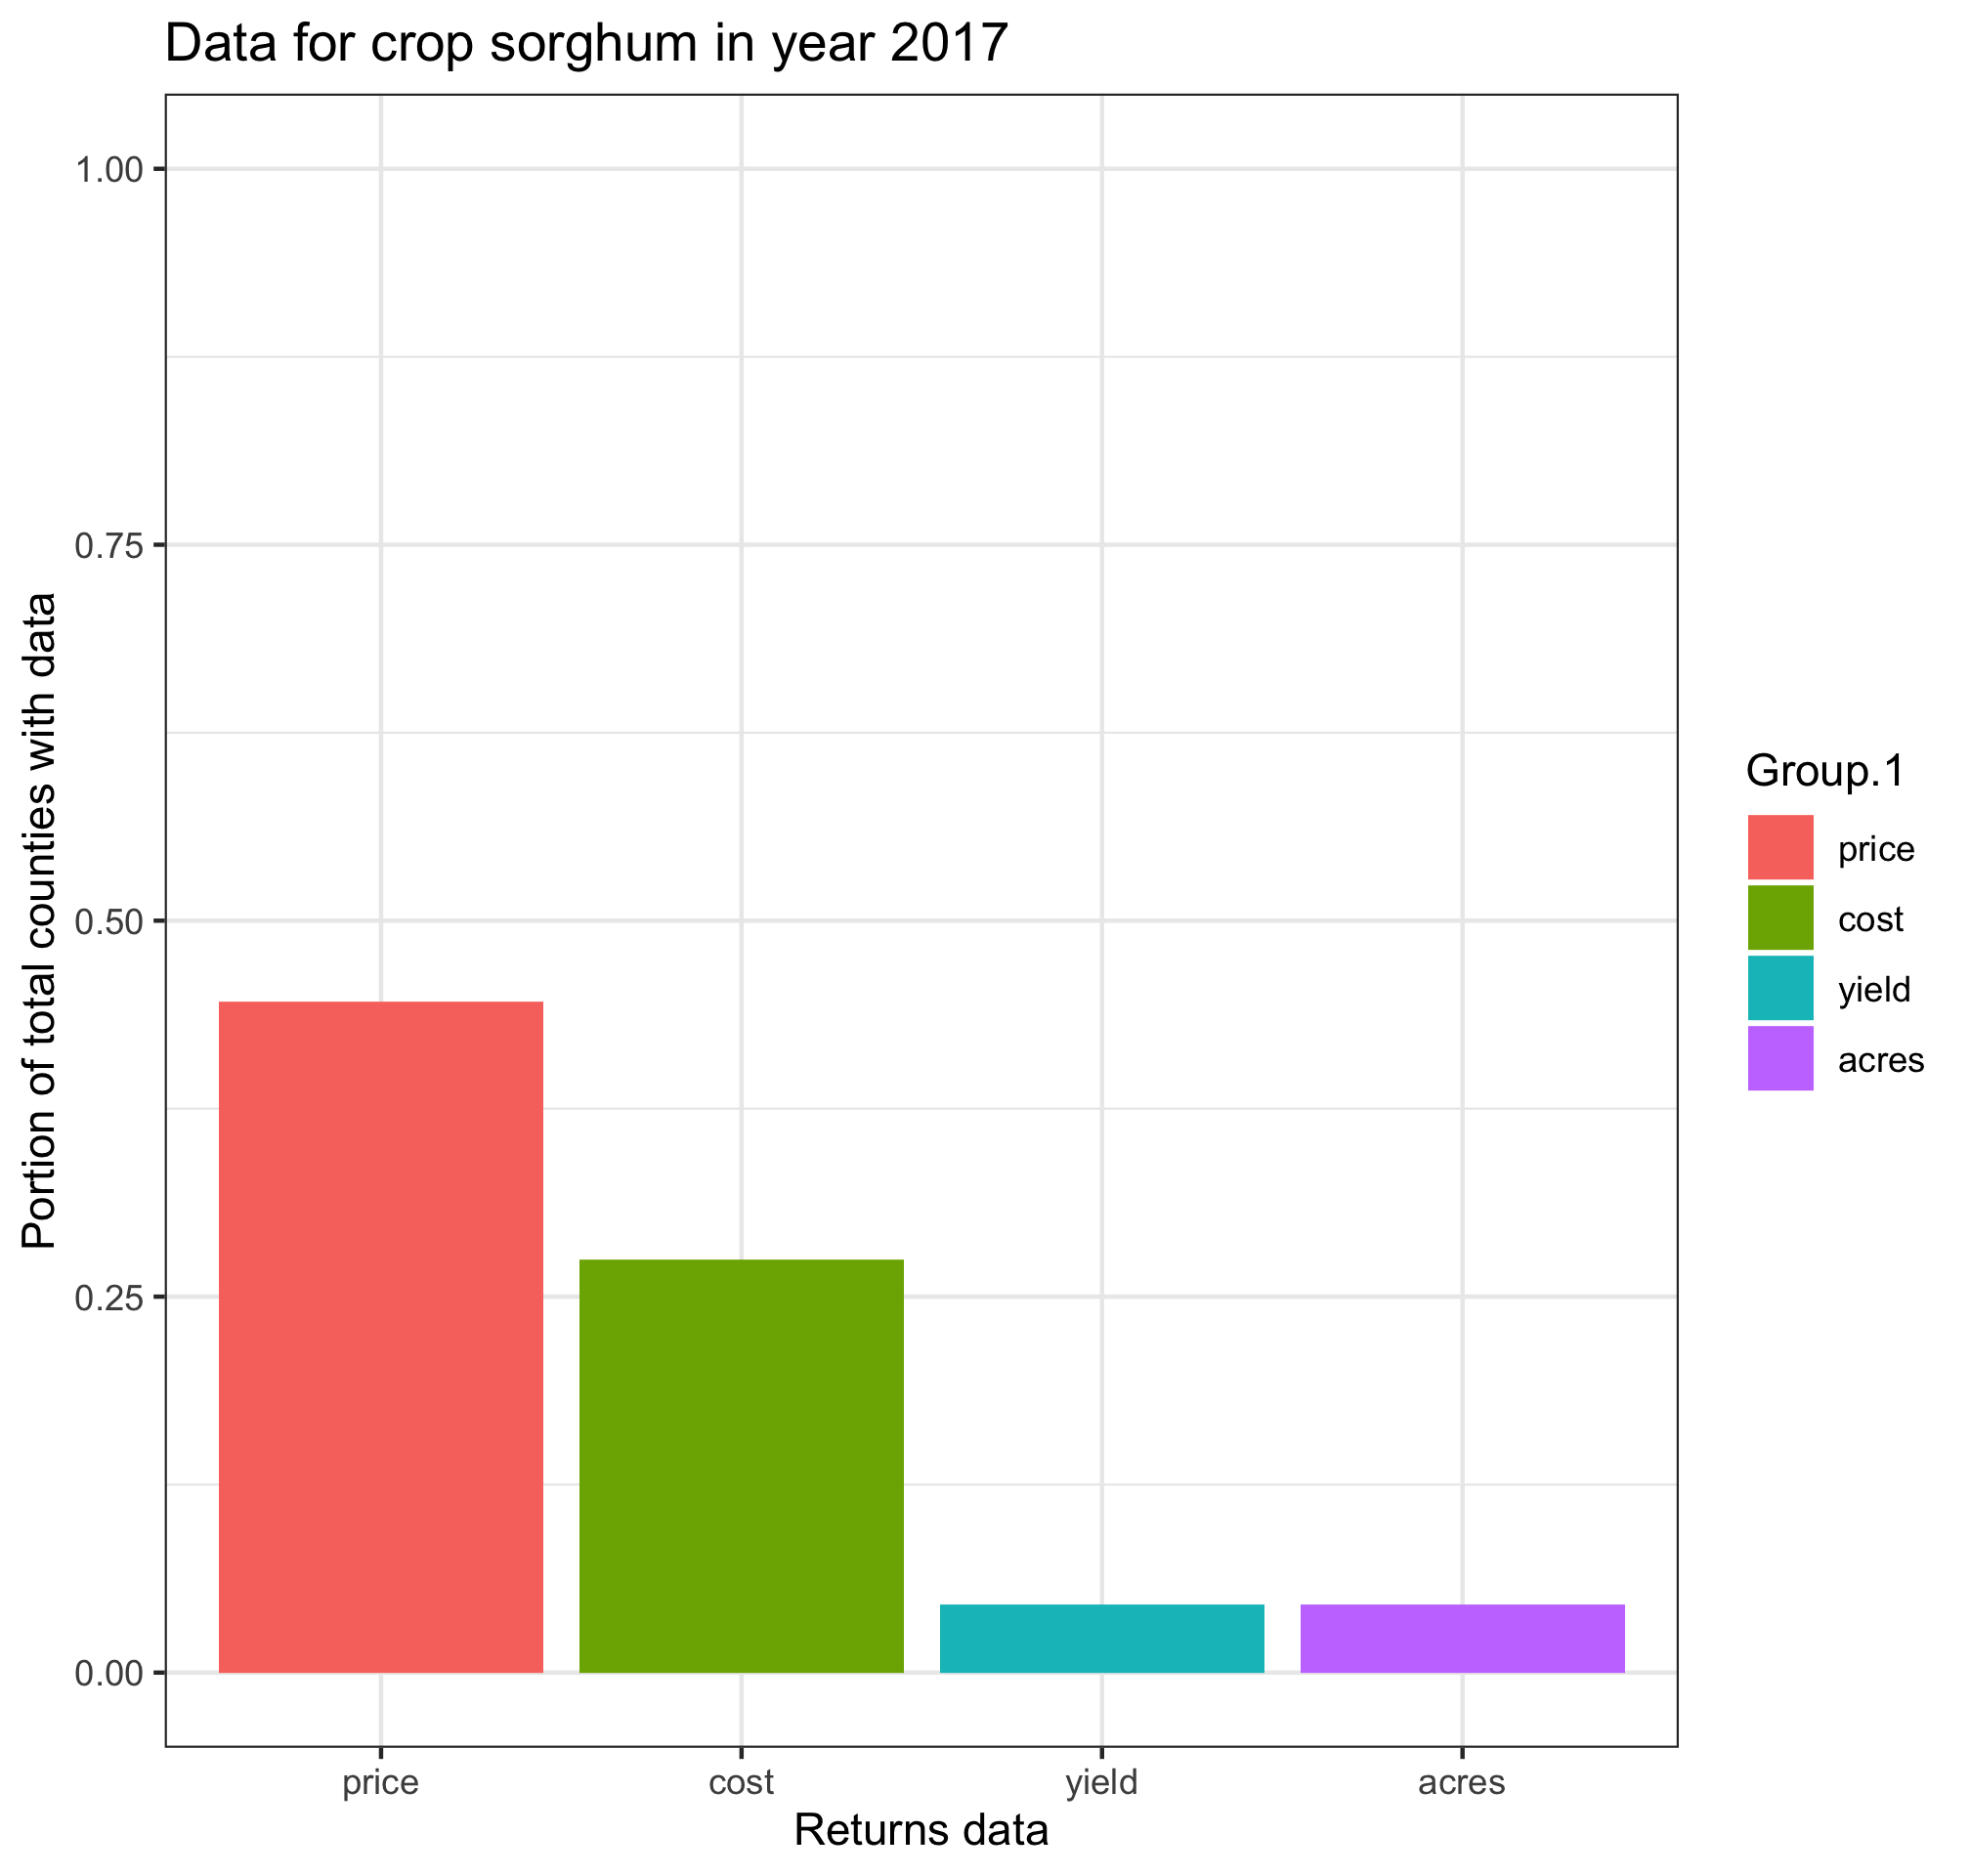 Data for crop sorghum in year 2017
Portion of total counties with data
1.00
0.75
0.50
0.25
0.00
price
cost
yield
acres
Returns data
Group.1
price
cost
yield
acres